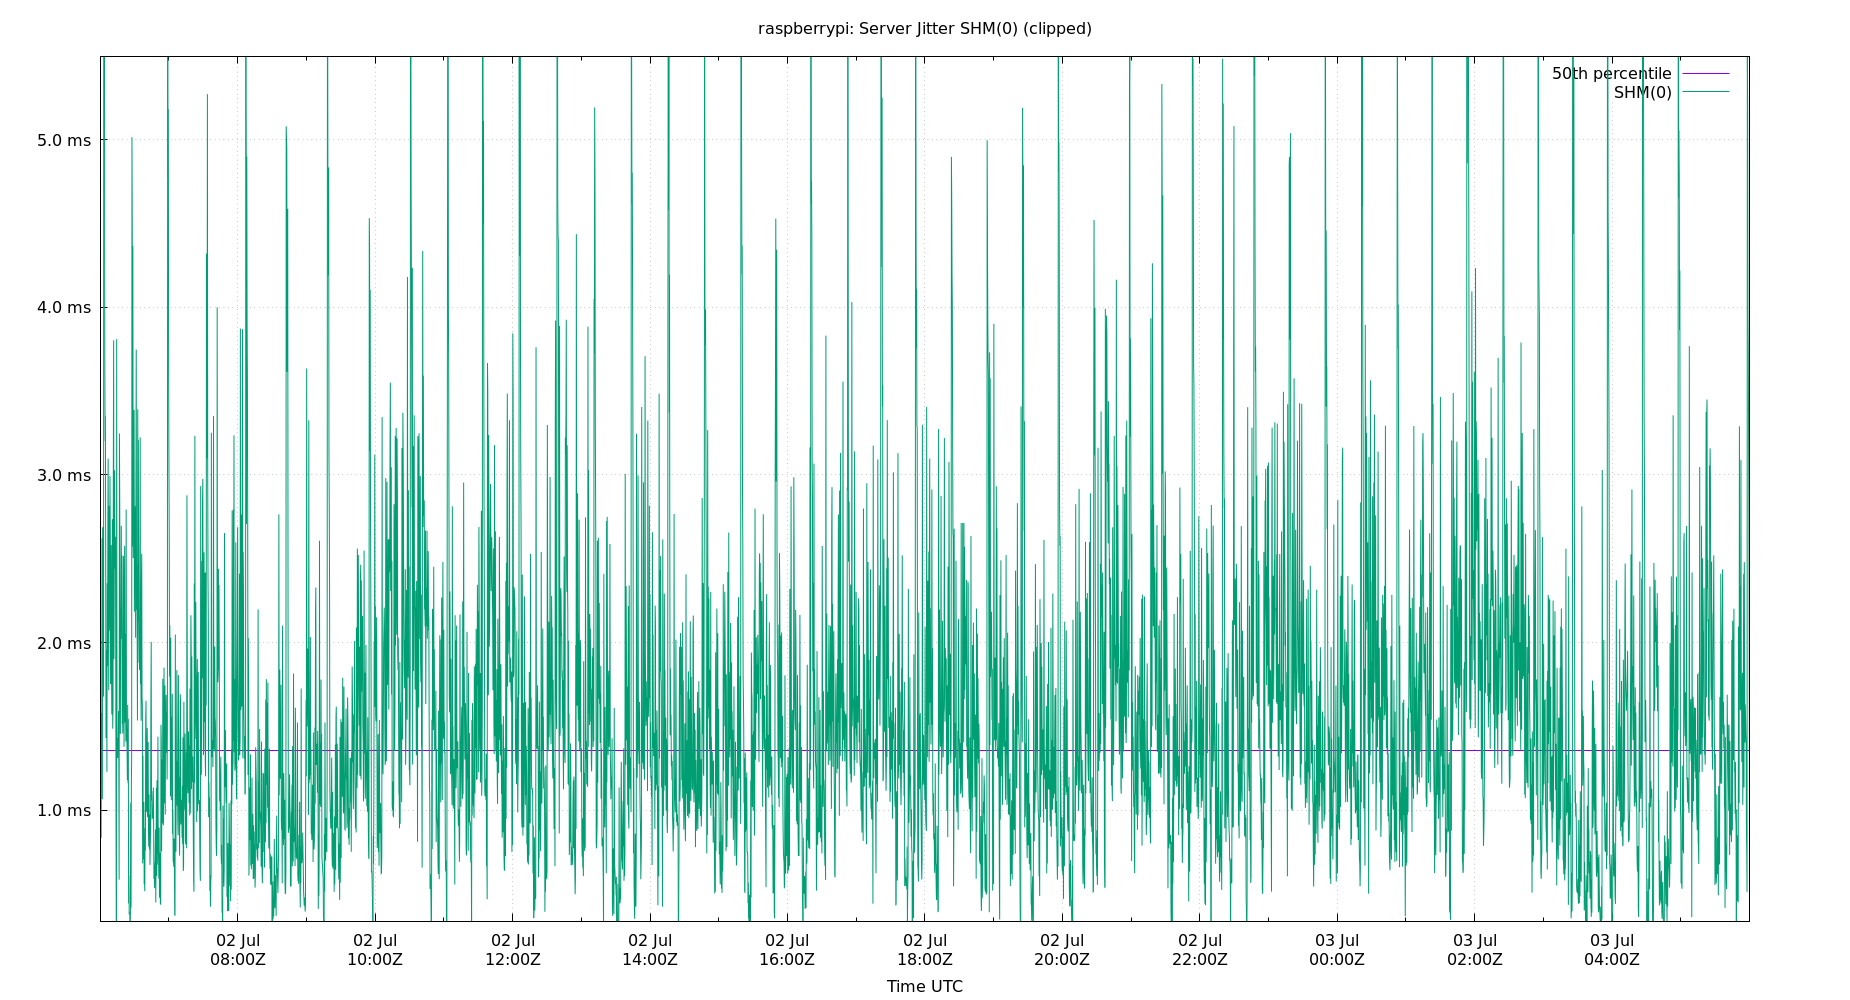 raspberrypi: Server Jitter SHM(0) (clipped)
50th percentile
SHM(0)
5.0 ms
4.0 ms
3.0 ms
2.0 ms
1.0 ms
02 Jul 02 Jul 02 Jul 02 Jul 02 Jul 02 Jul 02 Jul 02 Jul 03 Jul 03 Jul 03 Jul
08:00Z 10:00Z 12:00Z 14:00Z 16:00Z 18:00Z 20:00Z 22:00Z 00:00Z 02:00Z 04:00Z
Time UTC